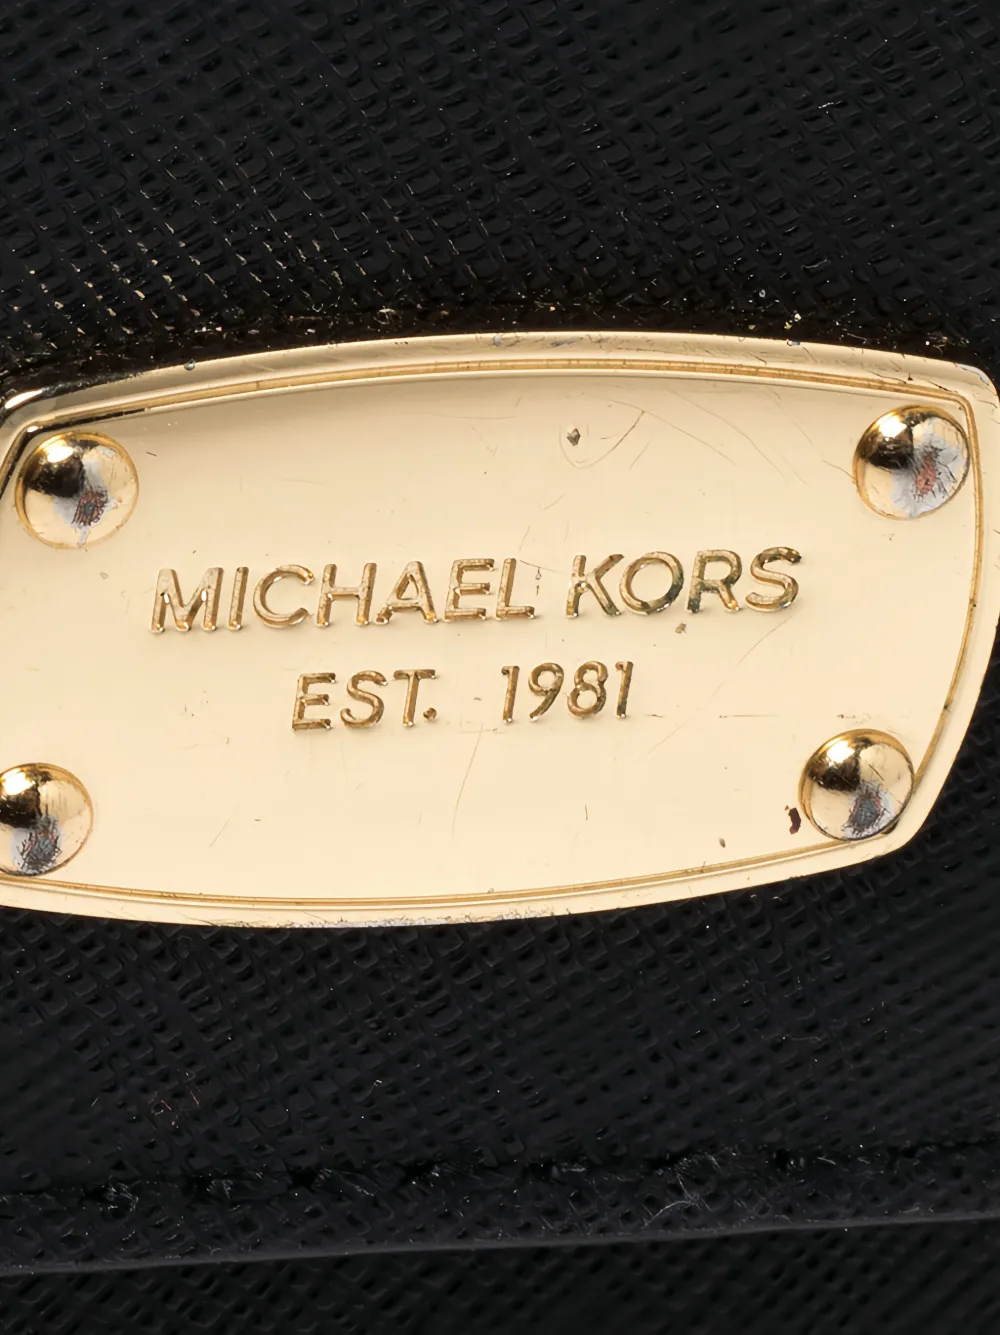 MICHAEL KORS
EST. 1981